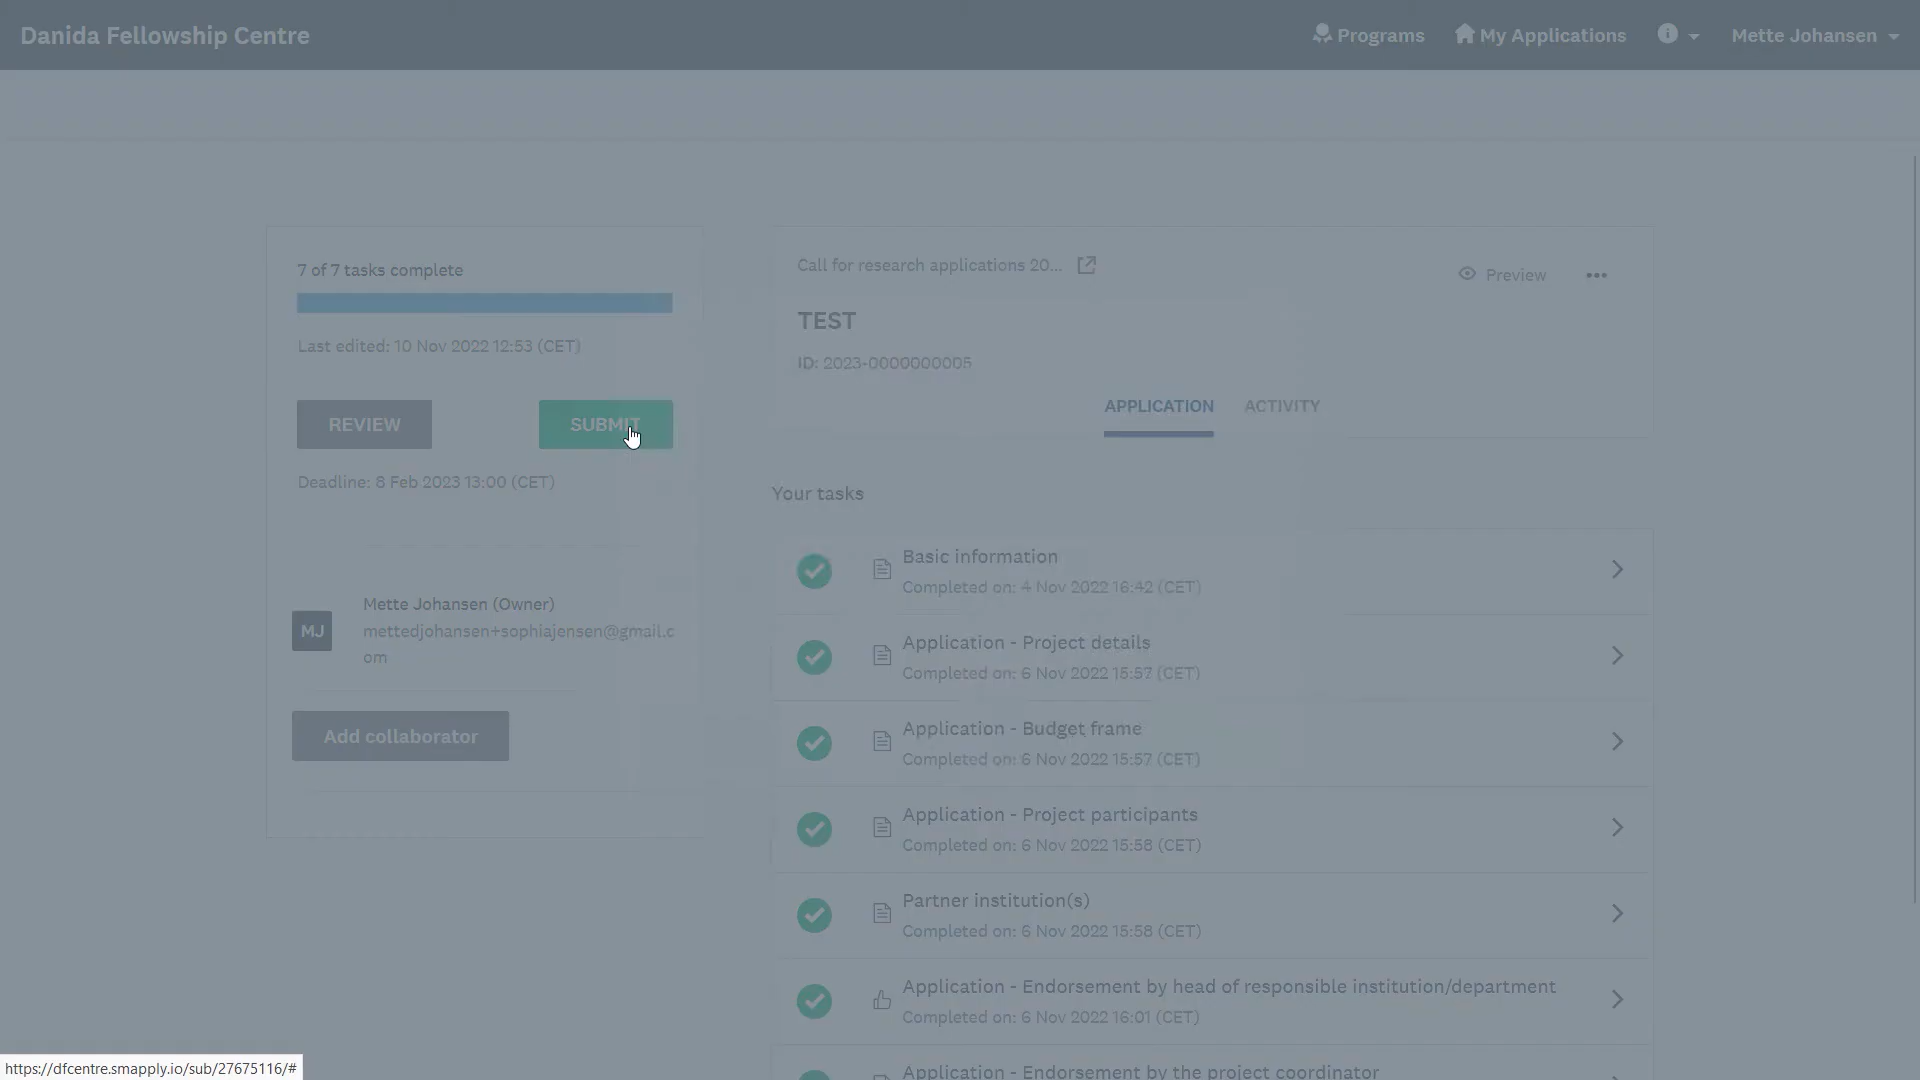 Danida Fellowship Centre
Programs
My Applications
Mette Johansen
7 of 7 tasks complete
Last edited: 10 Nov 2022 12:53 (CET)
REVIEW
SUBMIT
Deadline: 8 Feb 2023 13:00 (CET)
MJ
Mette Johansen (Owner)
mettedjohansen+sophiajensen@gmail.c
om
Add collaborator
Call for research applications 20...
Preview
TEST
ID: 2023-0000000005
APPLICATION
ACTIVITY
Your tasks
Basic information
Completed on: 4 Nov 2022 16:42 (CET)
Application - Project details
Completed on: 6 Nov 2022 15:57 (CET)
Application - Budget frame
Completed on: 6 Nov 2022 15:57 (CET)
Application - Project participants
Completed on: 6 Nov 2022 15:58 (CET)
Partner institution(s)
Completed on: 6 Nov 2022 15:58 (CET)
Application - Endorsement by head of responsible institution/department
Completed on: 6 Nov 2022 16:01 (CET)
Application - Endorsement by the project coordinator
https://dfcentre.smapply.io/sub/27675116/#